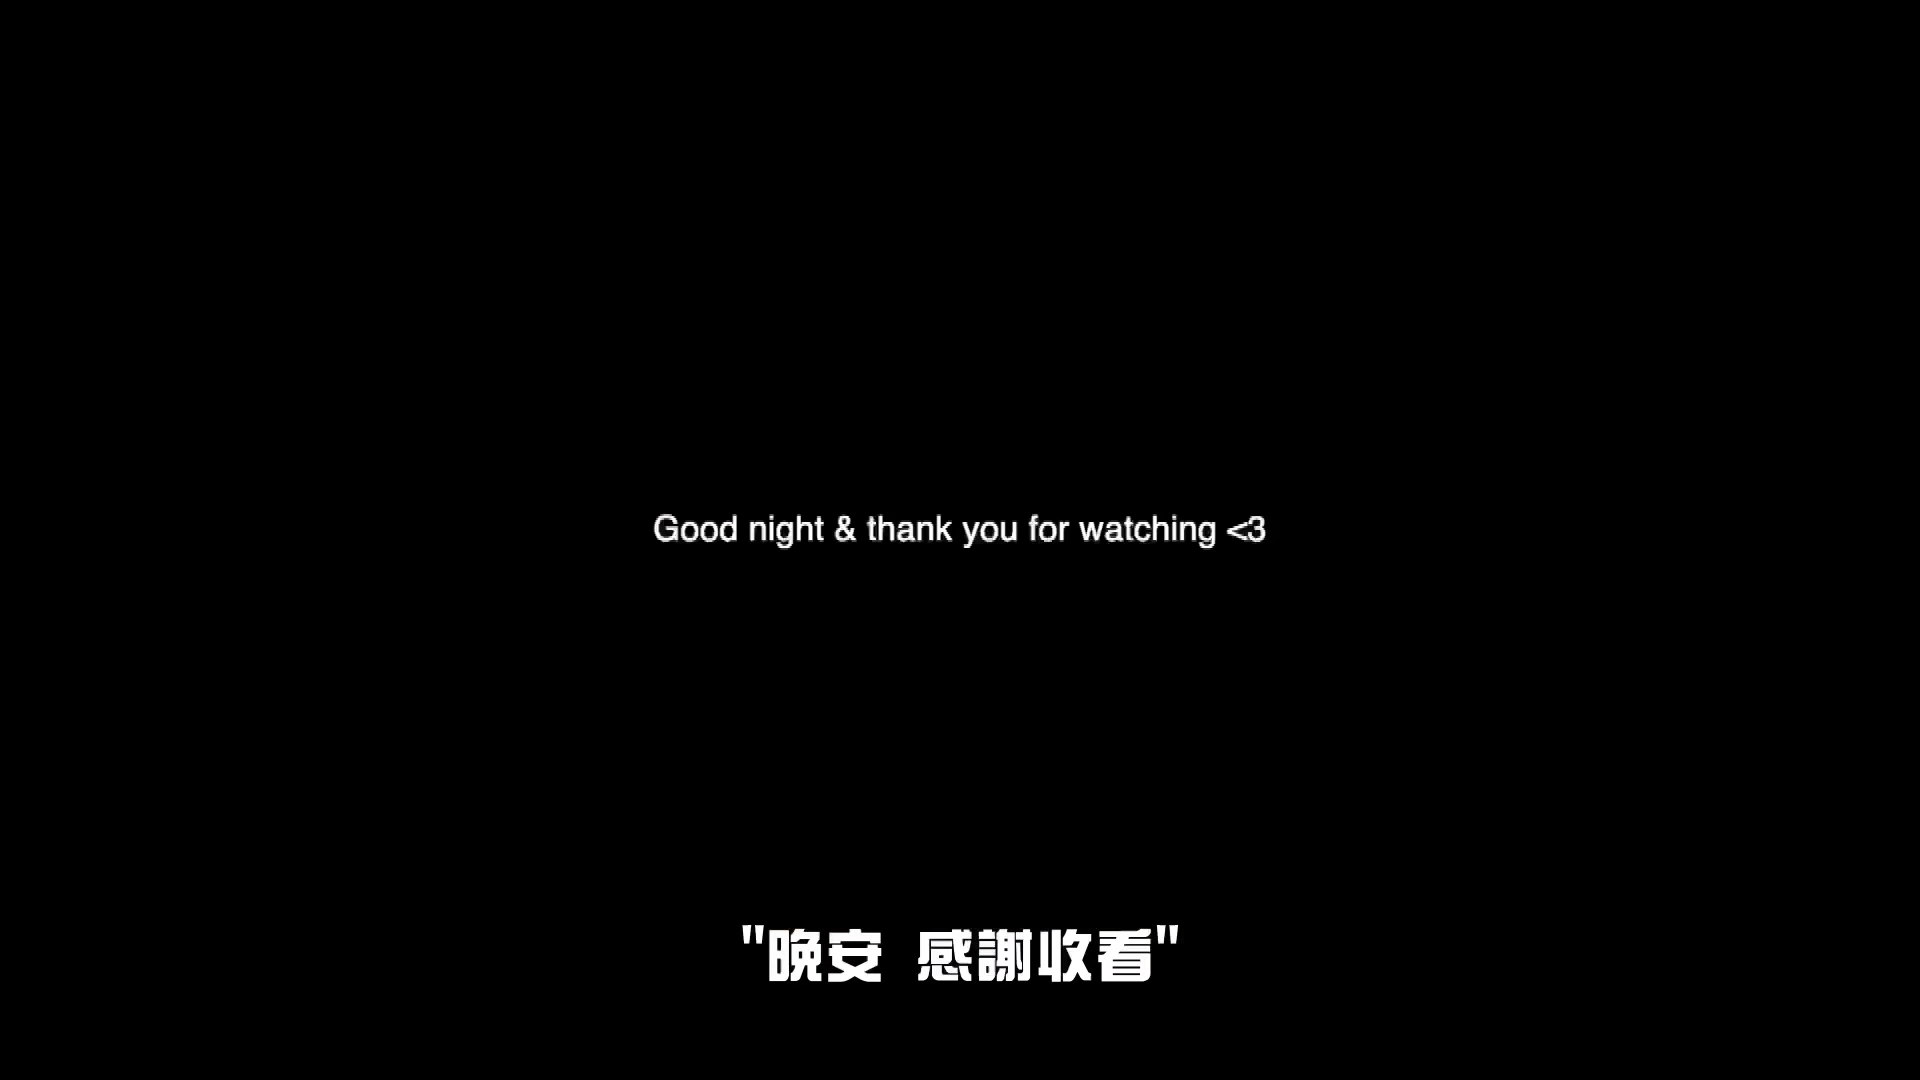 Good night & thank you for watching <3
"晚安 感謝收看"